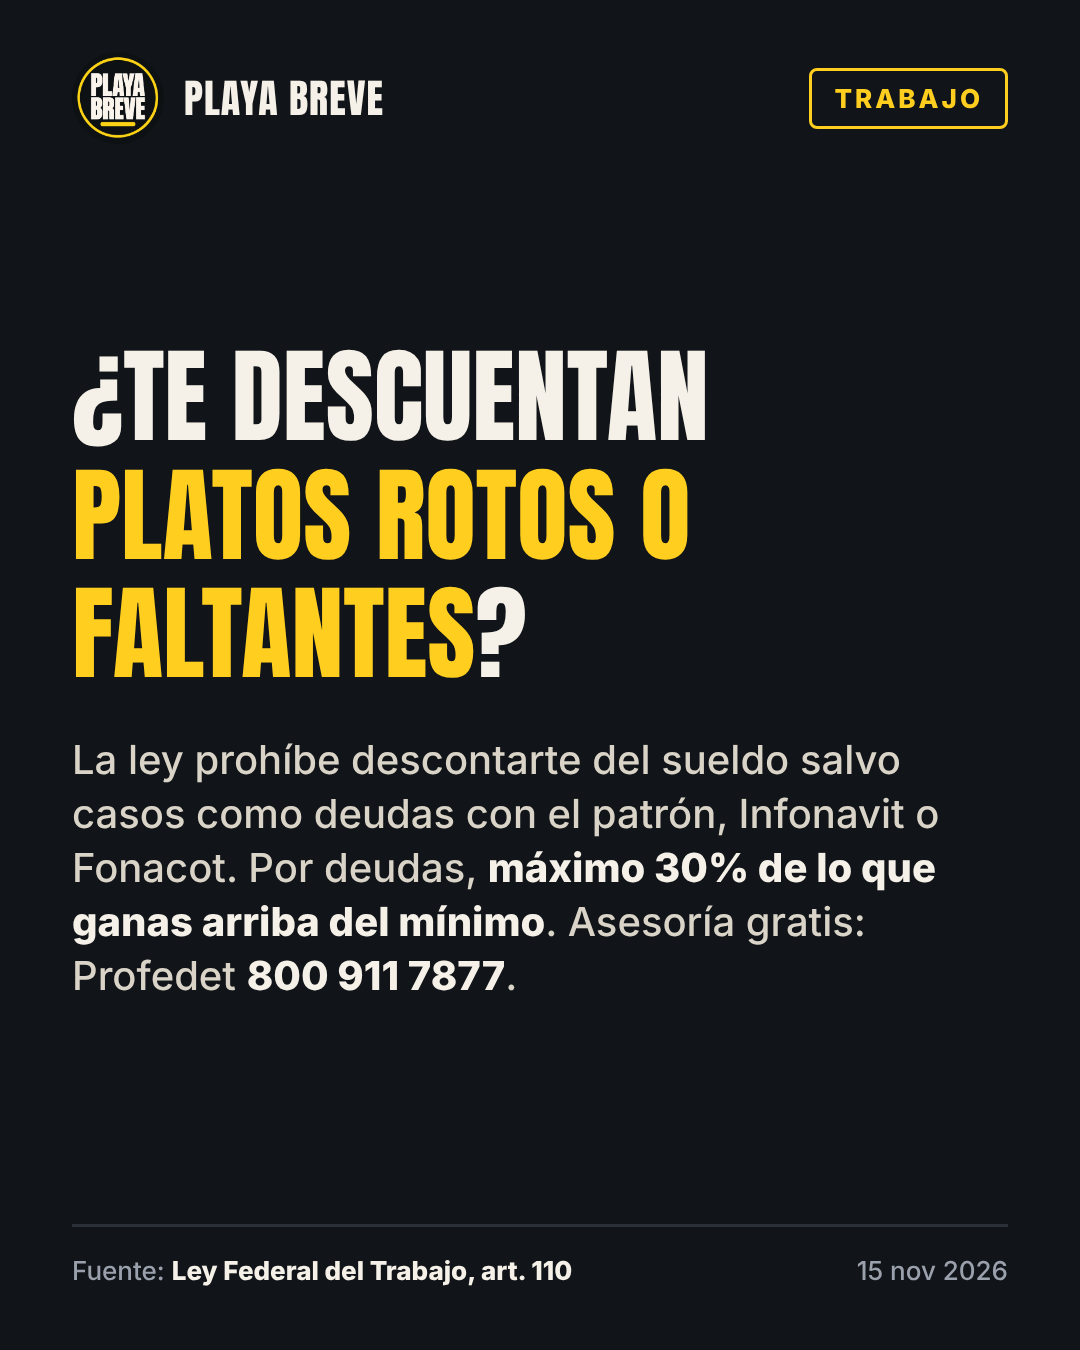 PLAYA
BREVE
PLAYA BREVE
TRABAJO
¿TE DESCUENTAN
PLATOS ROTOS O
FALTANTES?
La ley prohíbe descontarte del sueldo salvo
casos como deudas con el patrón, Infonavit o
Fonacot. Por deudas, máximo 30% de lo que
ganas arriba del mínimo. Asesoría gratis:
Profedet 800 911 7877.
Fuente: Ley Federal del Trabajo, art. 110
15 nov 2026